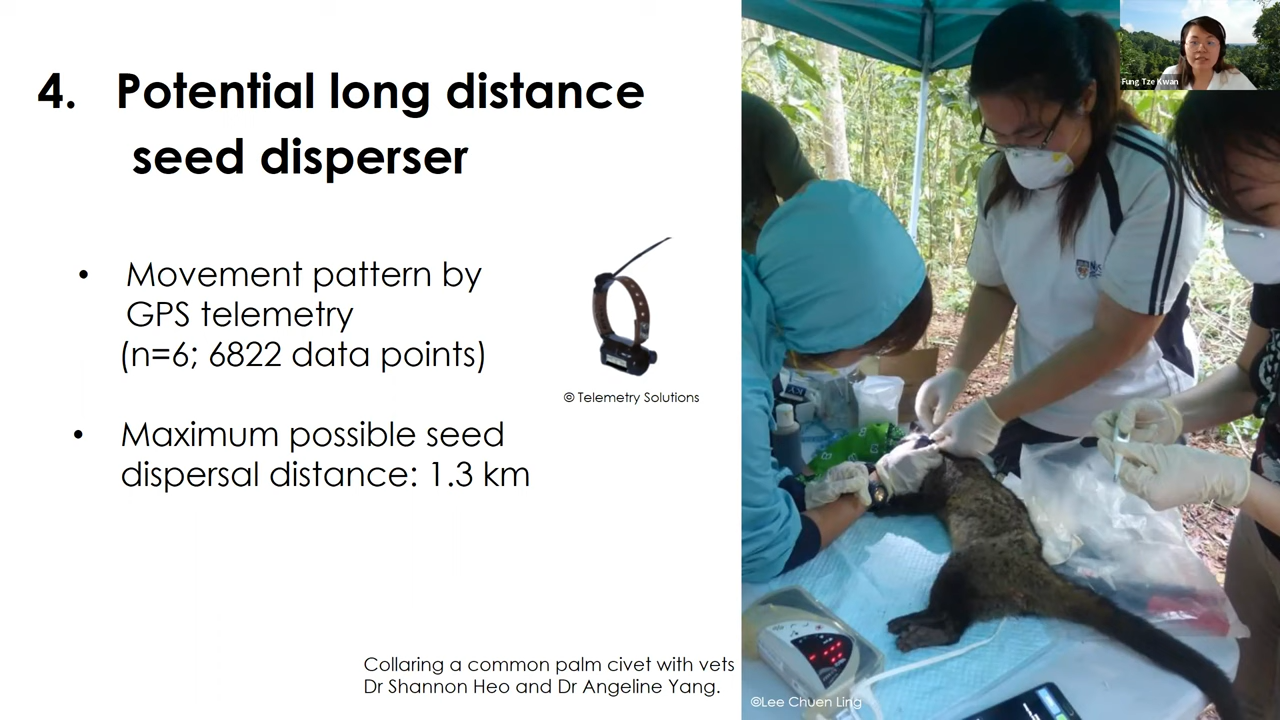 4. Potential long distance
seed disperser
• Movement pattern by
GPS telemetry
(n=6; 6822 data points)
© Telemetry Solutions
• Maximum possible seed
dispersal distance: 1.3 km
Collaring a common palm civet with vets
Dr Shannon Heo and Dr Angeline Yang.
©Lee Chuen Ling
Fung Tze Kwan